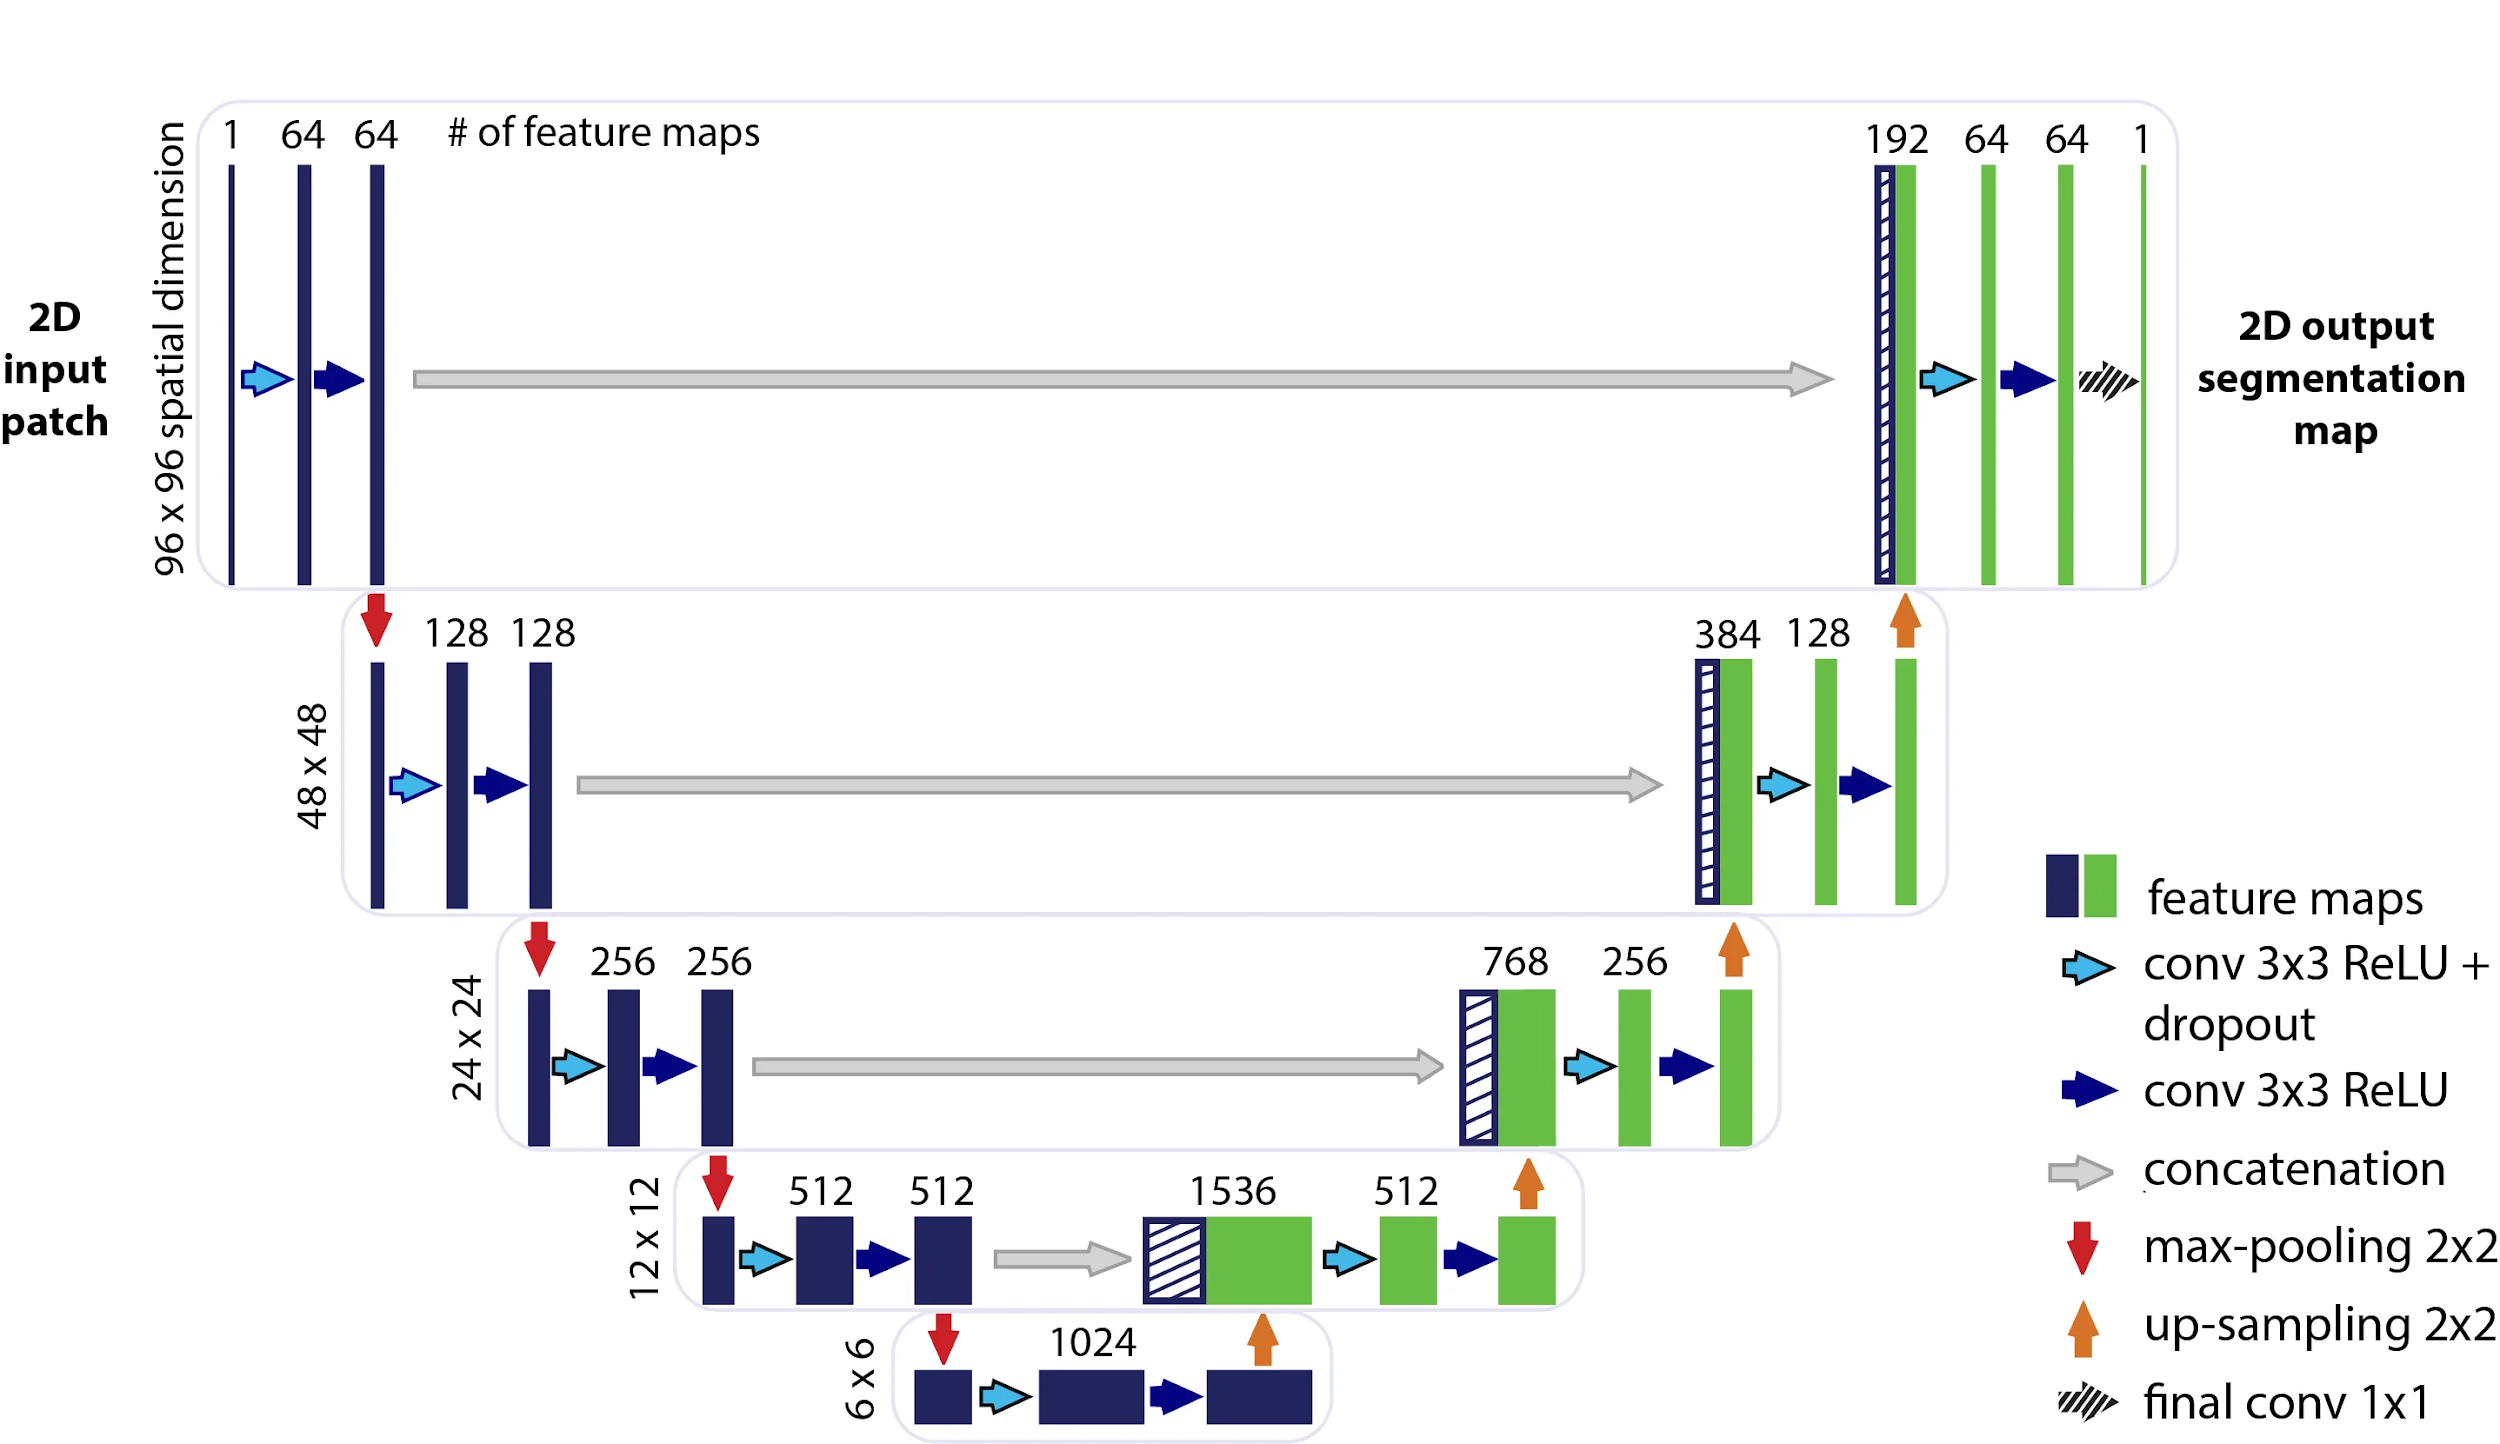 1 64 64 # of feature maps
192 64 64 1
96 x 96 spatial dimension
2D
input
patch
2D output
segmentation
map
128 128
384 128
48 x 48
256 256
768 256
24 x 24
512 512
1536 512
12 x 12
1024
6 x 6
feature maps
conv 3x3 ReLU +
dropout
conv 3x3 ReLU
concatenation
max-pooling 2x2
up-sampling 2x2
final conv 1x1